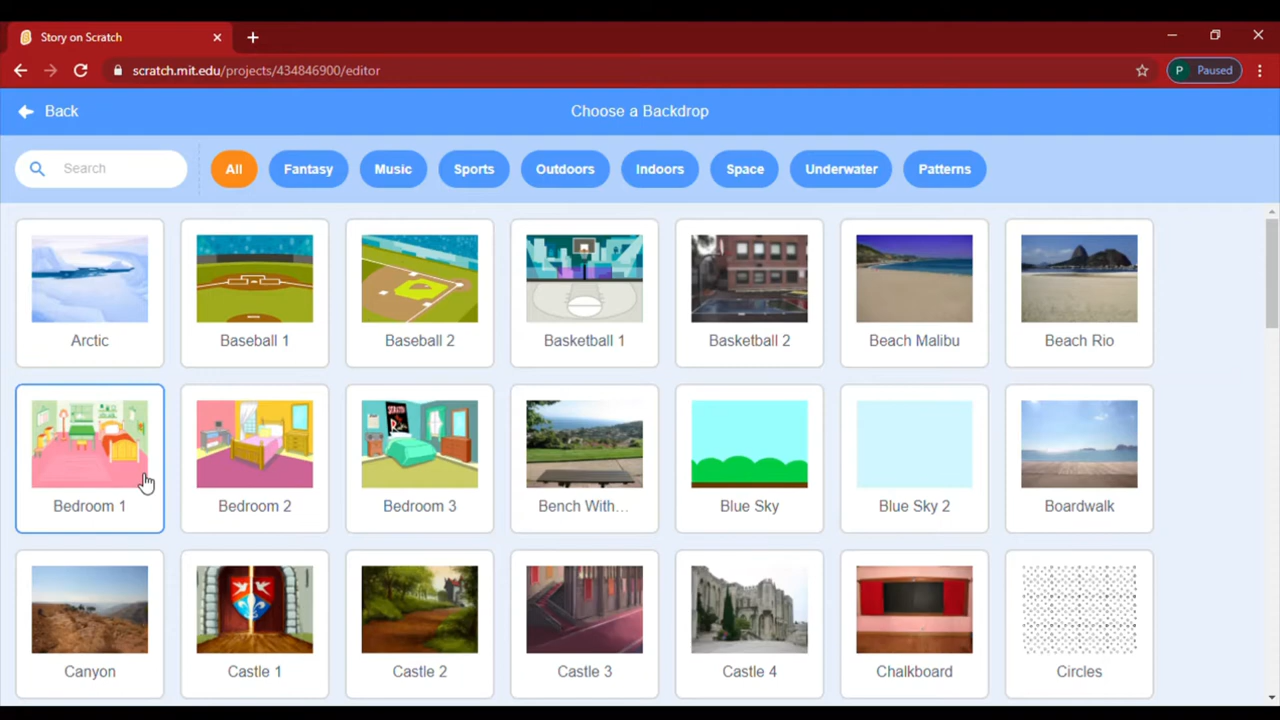 Story on Scratch
scratch.mit.edu/projects/434846900/editor
P Paused
Back
Choose a Backdrop
Search
All Fantasy Music Sports Outdoors Indoors Space Underwater Patterns
Arctic Baseball 1 Baseball 2 Basketball 1 Basketball 2 Beach Malibu Beach Rio
Bedroom 1 Bedroom 2 Bedroom 3 Bench With... Blue Sky Blue Sky 2 Boardwalk
Canyon Castle 1 Castle 2 Castle 3 Castle 4 Chalkboard Circles